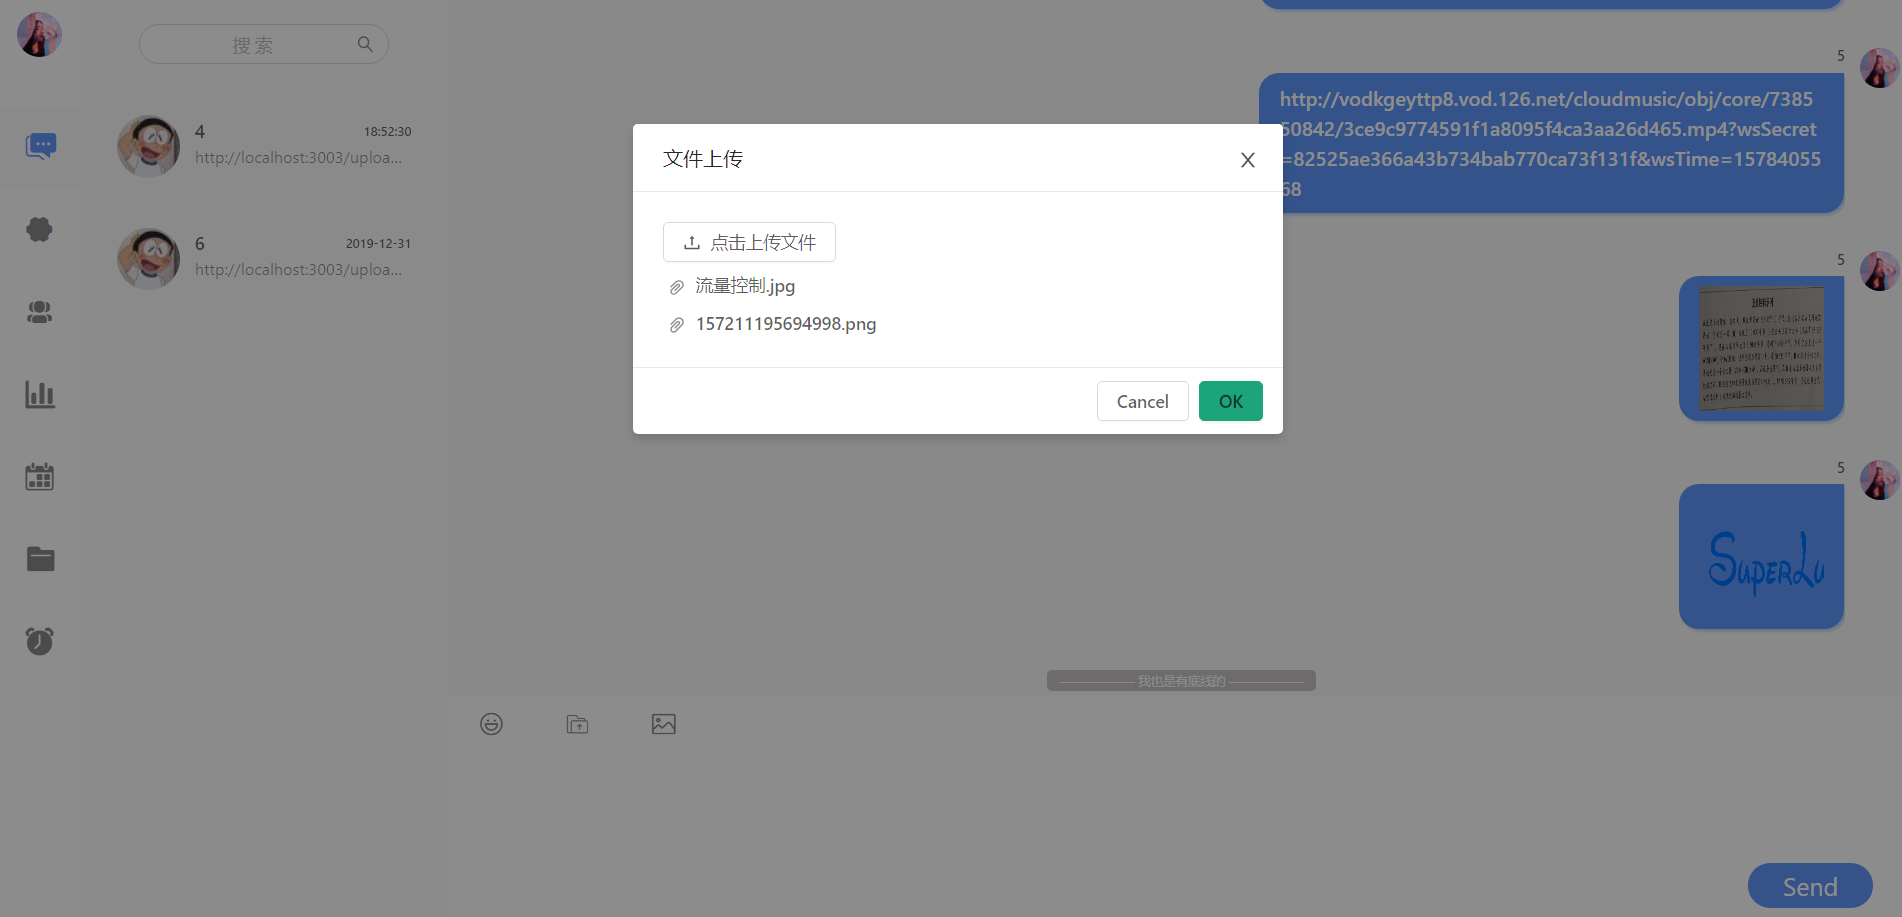 搜索
4
18:52:30
http://localhost:3003/uploa...
6
2019-12-31
http://localhost:3003/uploa...
5
http://vodkgeyttp8.vod.126.net/cloudmusic/obj/core/7385
50842/3ce9c9774591f1a8095f4ca3aa26d465.mp4?wsSecret
=82525ae366a43b734bab770ca73f131f&wsTime=15784055
68
5
5
SuperLu
我也是有底线的
文件上传
点击上传文件
流量控制.jpg
157211195694998.png
Cancel
OK
Send